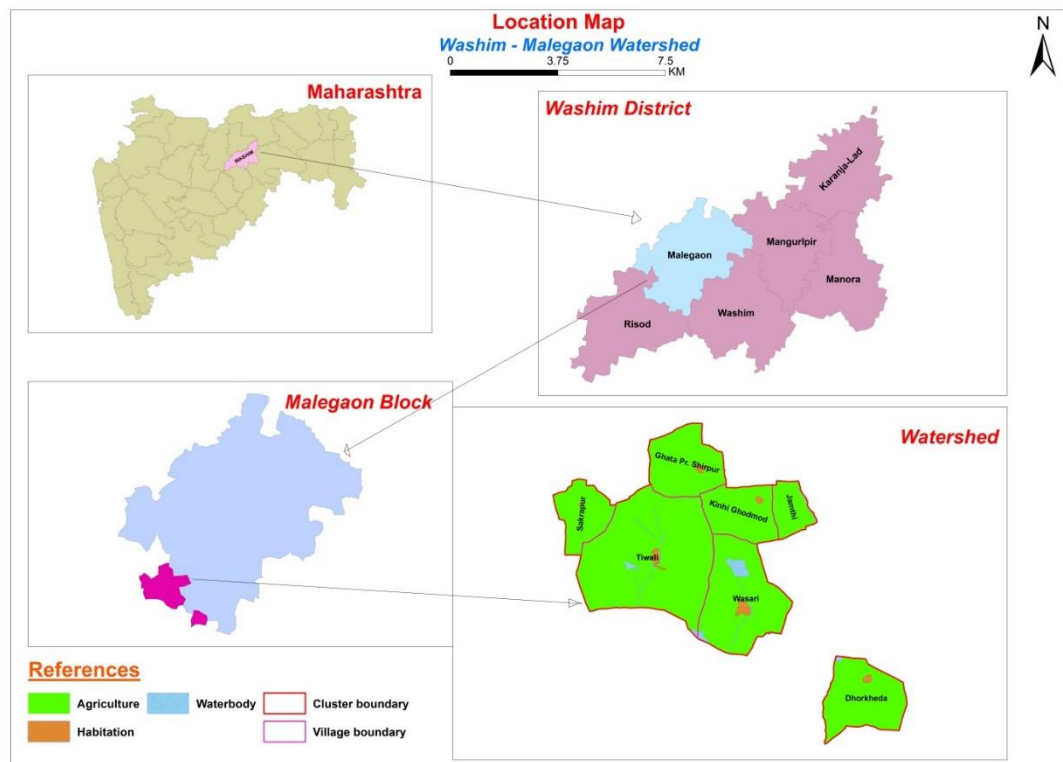 Location Map
Washim - Malegaon Watershed
0 3.75 7.5
KM
N
Maharashtra
WASHIM
Washim District
Karanja-Lad
Mangurlpir
Malegaon
Manora
Washim
Risod
Malegaon Block
Watershed
Ghata Pr. Shirpur
Sakrapur
Kinhi Ghodmod
Jamthi
Tiwali
Wasari
Dhorkheda
References
Agriculture Waterbody Cluster boundary
Habitation Village boundary